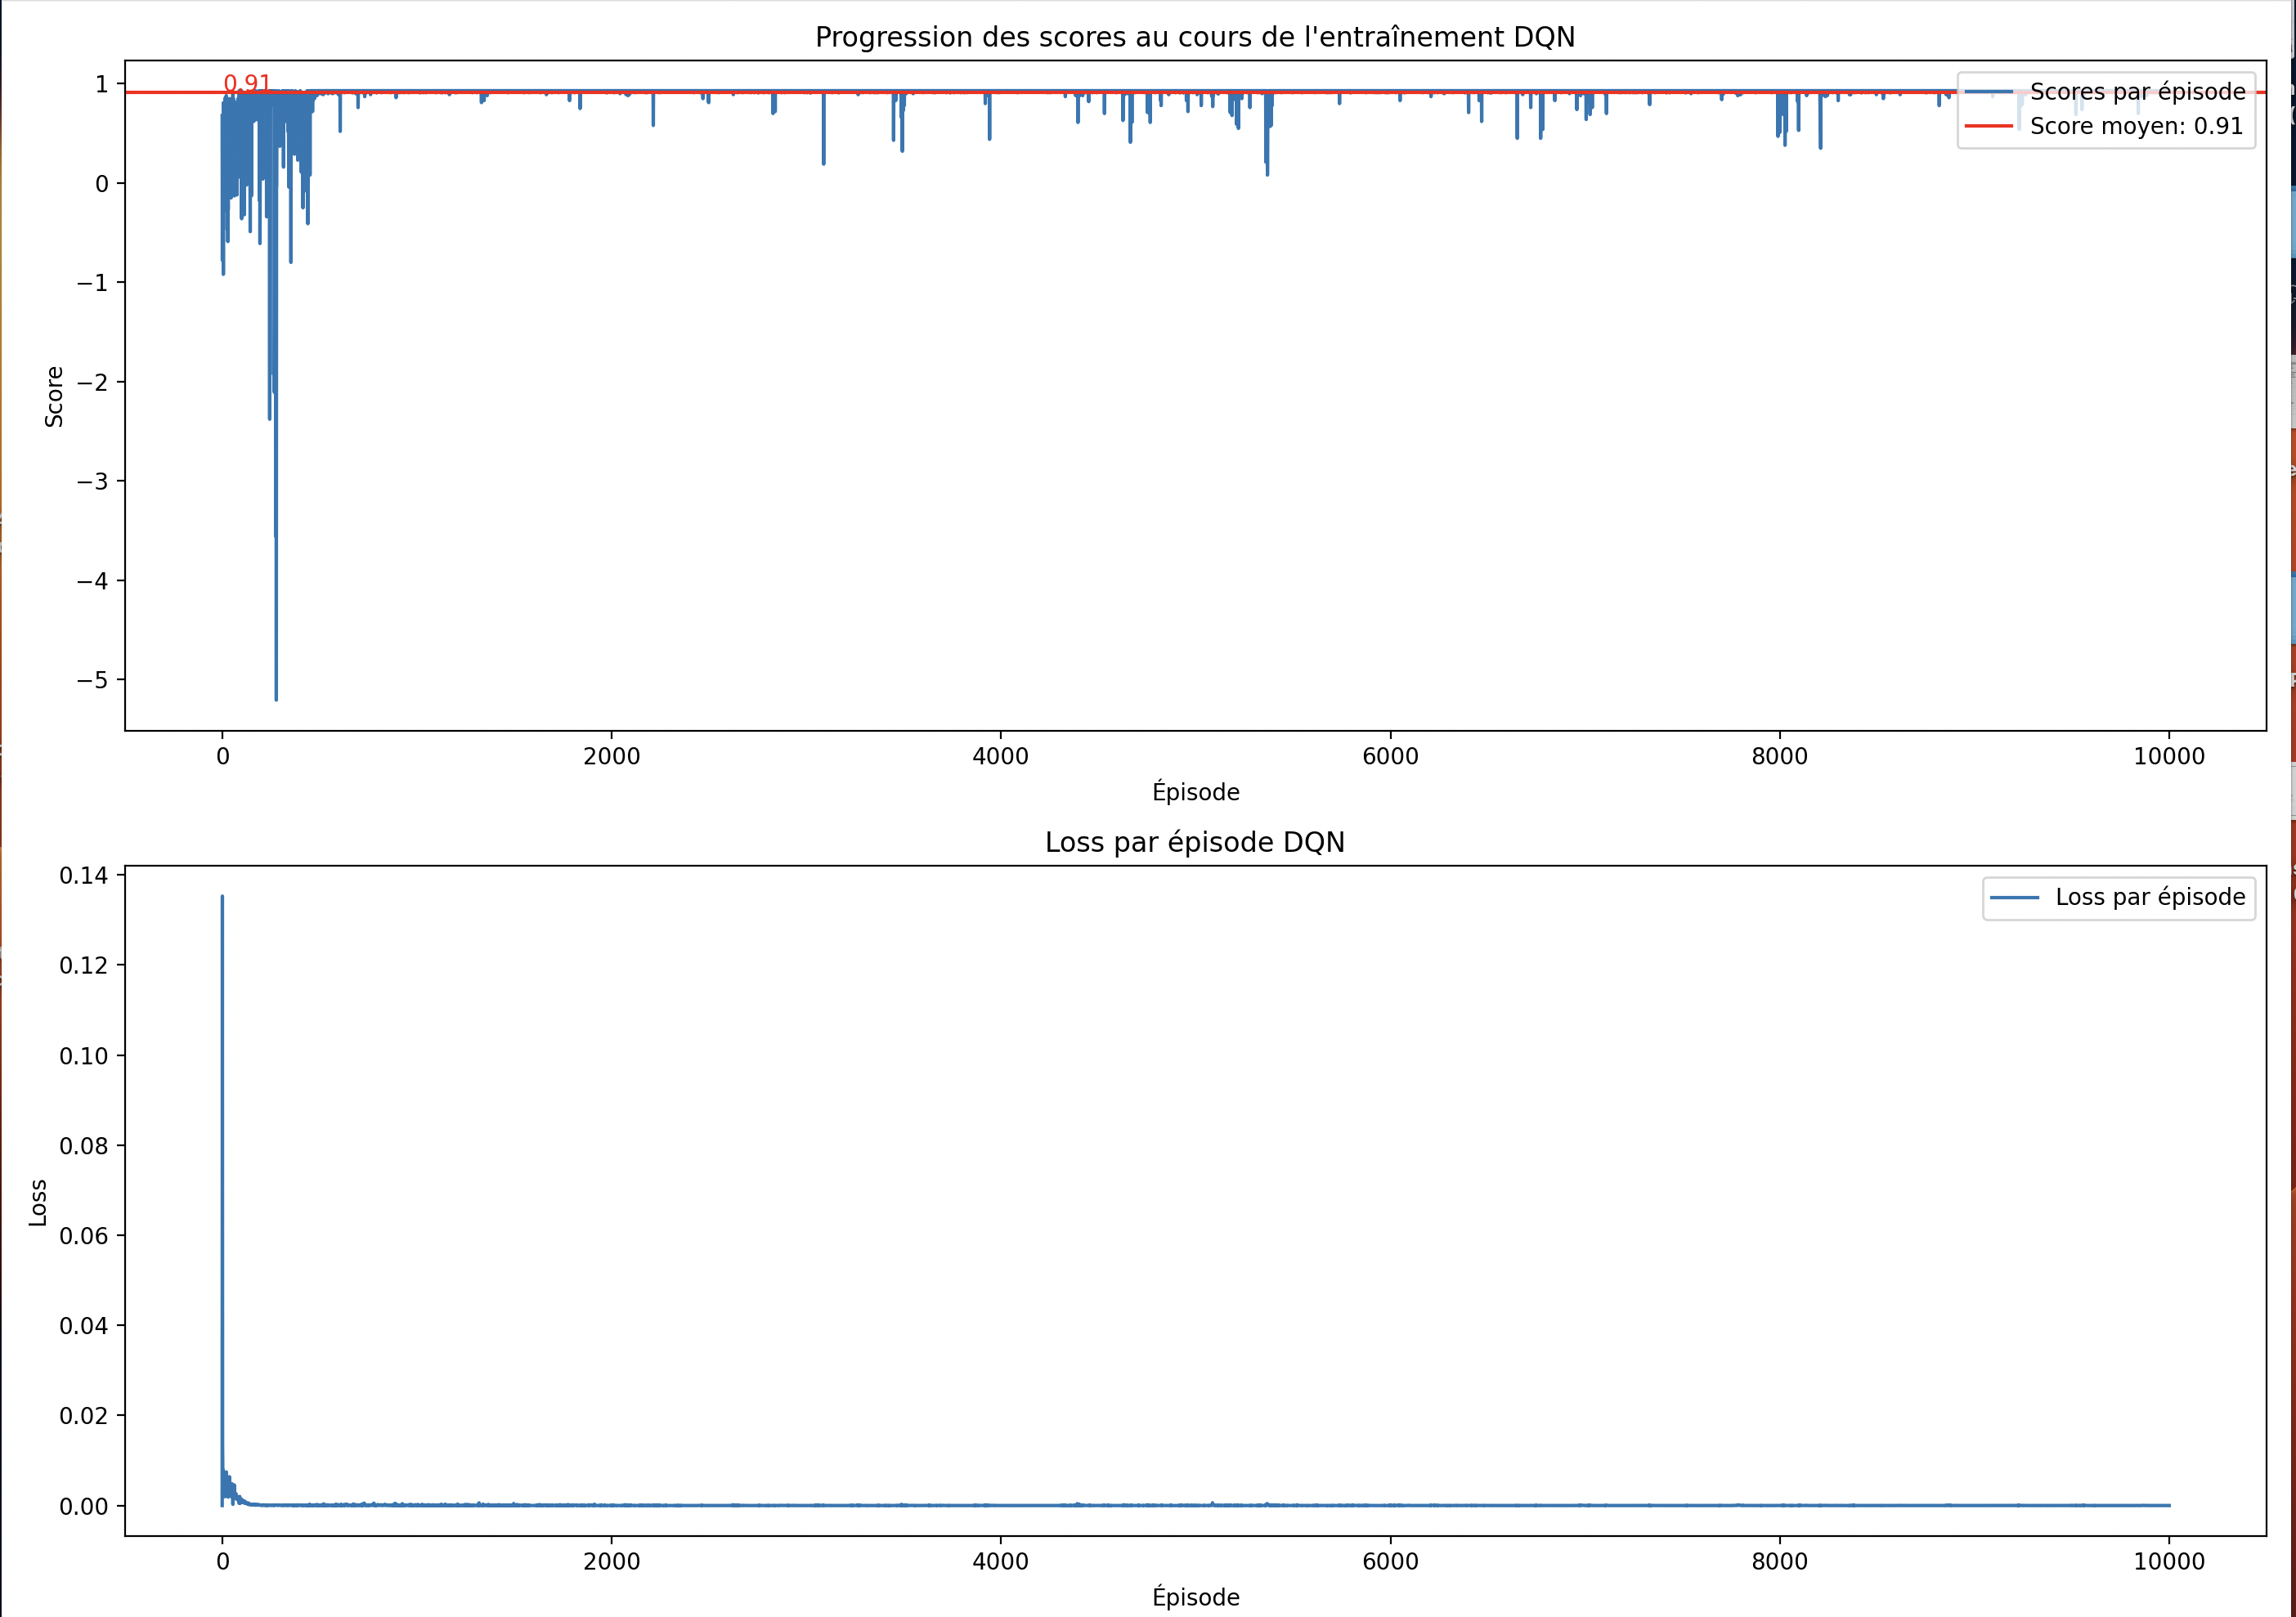 Progression des scores au cours de l'entraînement DQN
0.91
Scores par épisode
Score moyen: 0.91
1
0
−1
−2
−3
−4
−5
Score
0 2000 4000 6000 8000 10000
Épisode
Loss par épisode DQN
Loss par épisode
0.14
0.12
0.10
0.08
0.06
0.04
0.02
0.00
Loss
0 2000 4000 6000 8000 10000
Épisode